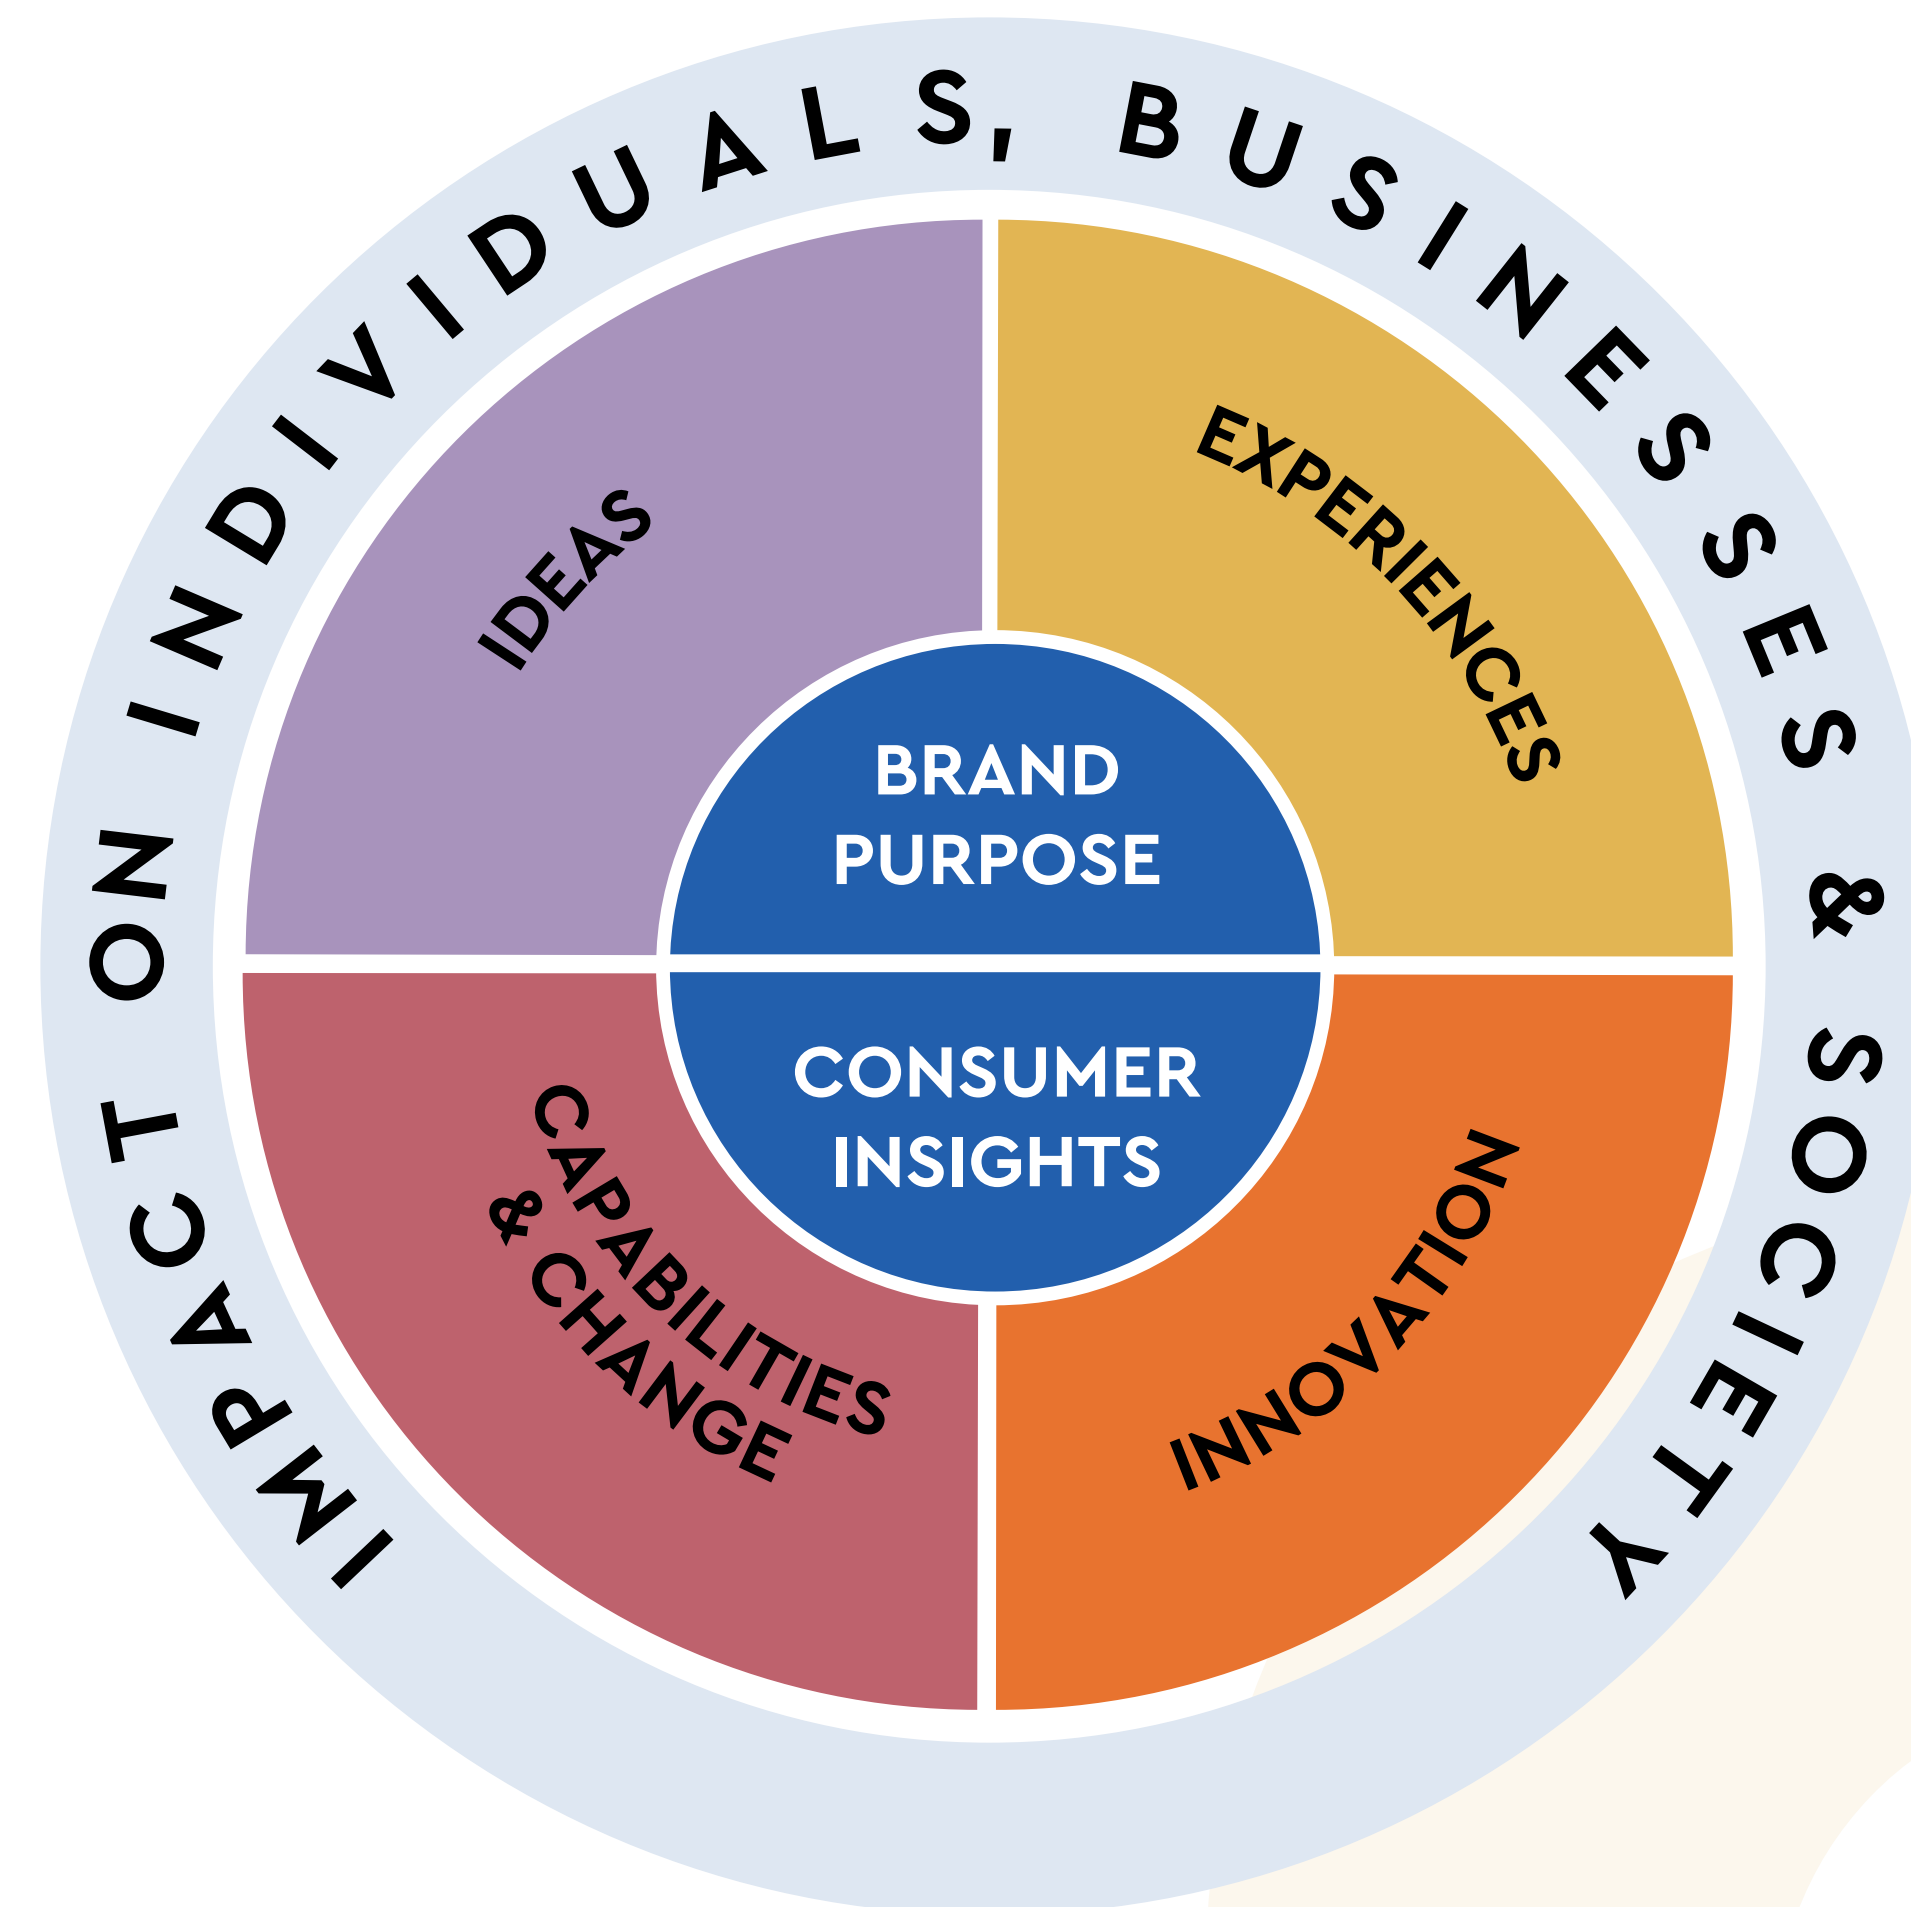 IMPACT ON INDIVIDUALS, BUSINESSES & SOCIETY
IDEAS
EXPERIENCES
BRAND
PURPOSE
CONSUMER
INSIGHTS
CAPABILITIES
& CHANGE
INNOVATION